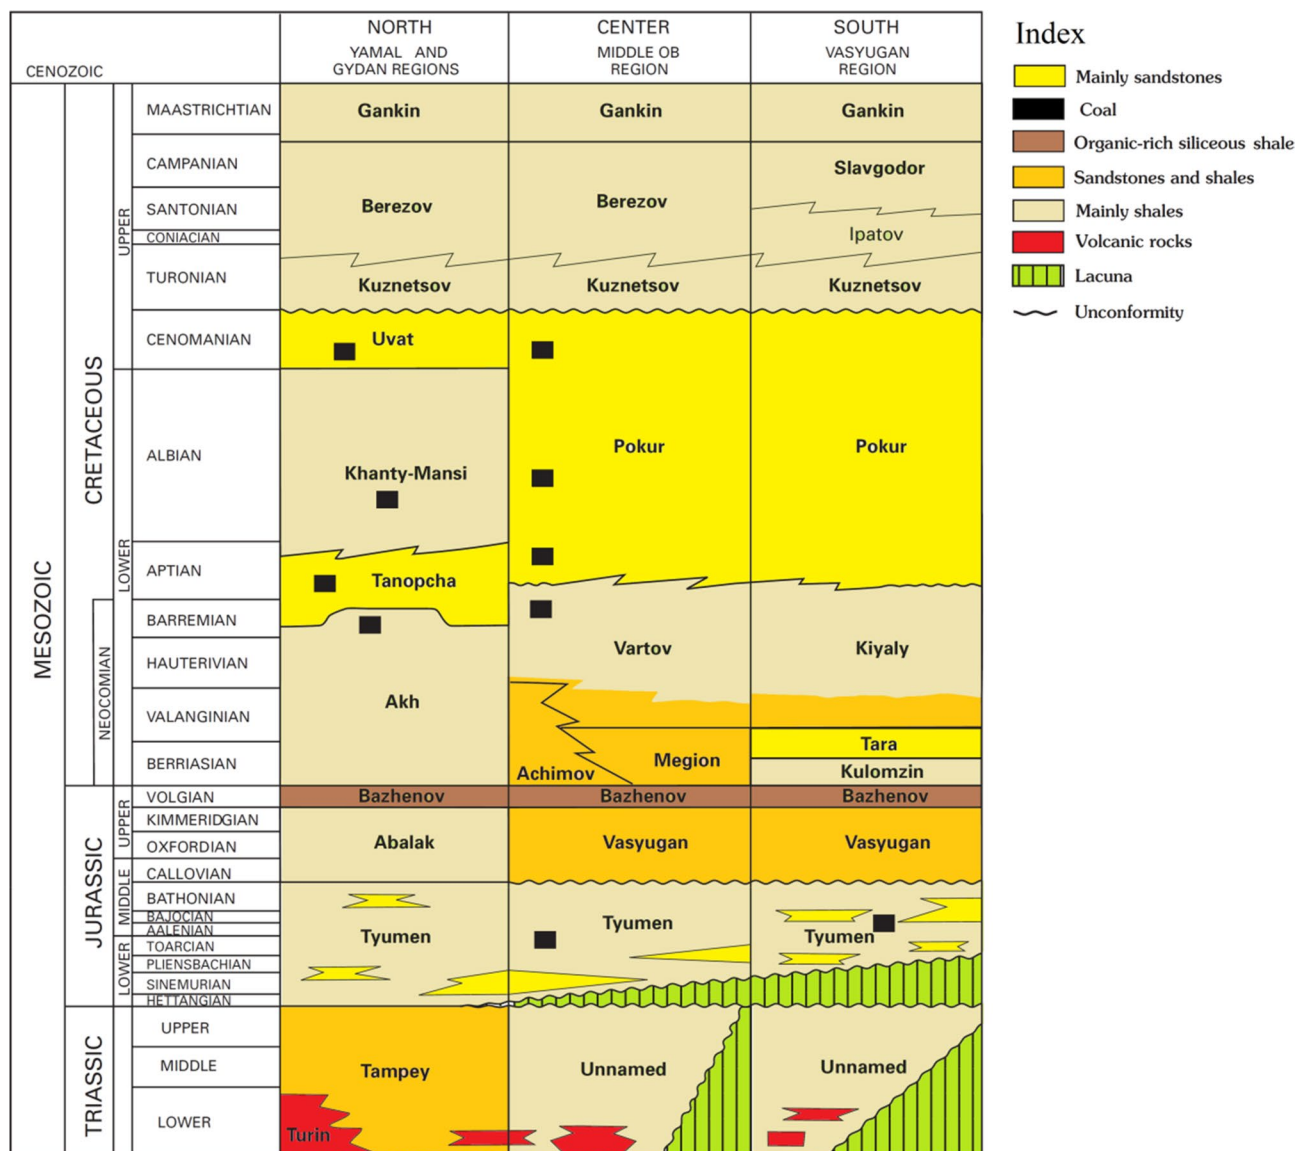 NORTH
YAMAL AND
GYDAN REGIONS
CENTER
MIDDLE OB
REGION
SOUTH
VASYUGAN
REGION
CENOZOIC
MESOZOIC
CRETACEOUS
UPPER
LOWER
NEOCOMIAN
MAASTRICHTIAN
CAMPANIAN
SANTONIAN
CONIACIAN
TURONIAN
CENOMANIAN
ALBIAN
APTIAN
BARREMIAN
HAUTERIVIAN
VALANGINIAN
BERRIASIAN
JURASSIC
UPPER
MIDDLE
LOWER
VOLGIAN
KIMMERIDGIAN
OXFORDIAN
CALLOVIAN
BATHONIAN
BAJOCIAN
AALENIAN
TOARCIAN
PLIENSBACHIAN
SINEMURIAN
HETTANGIAN
TRIASSIC
UPPER
MIDDLE
LOWER
Gankin
Berezov
Kuznetsov
Uvat
Khanty-Mansi
Tanopcha
Akh
Bazhenov
Abalak
Tyumen
Tampey
Turin
Gankin
Berezov
Kuznetsov
Pokur
Vartov
Megion
Achimov
Bazhenov
Vasyugan
Tyumen
Unnamed
Gankin
Slavgodor
Ipatov
Kuznetsov
Pokur
Kiyaly
Tara
Kulomzin
Bazhenov
Vasyugan
Tyumen
Unnamed
Index
Mainly sandstones
Coal
Organic-rich siliceous shale
Sandstones and shales
Mainly shales
Volcanic rocks
Lacuna
Unconformity